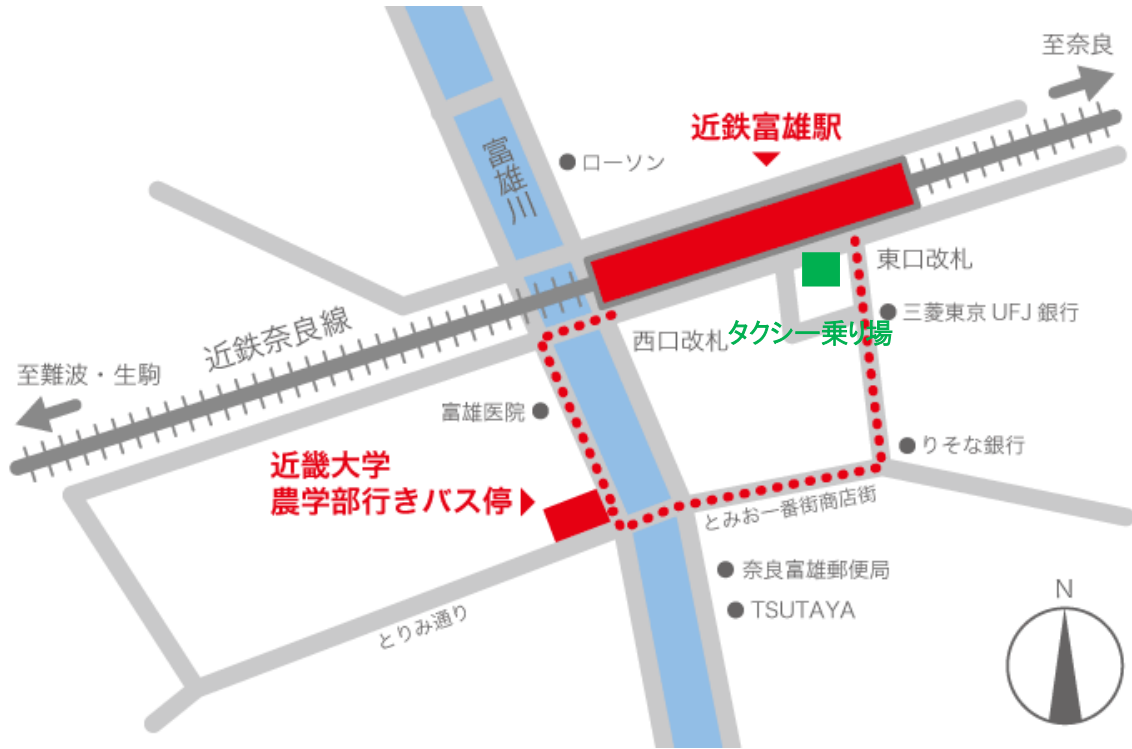 至奈良
近鉄富雄駅
ローソン
富雄川
東口改札
三菱東京UFJ銀行
西口改札
タクシー乗り場
近鉄奈良線
至難波・生駒
富雄医院
りそな銀行
近畿大学
農学部行きバス停
とみお一番街商店街
奈良富雄郵便局
TSUTAYA
とりみ通り
N